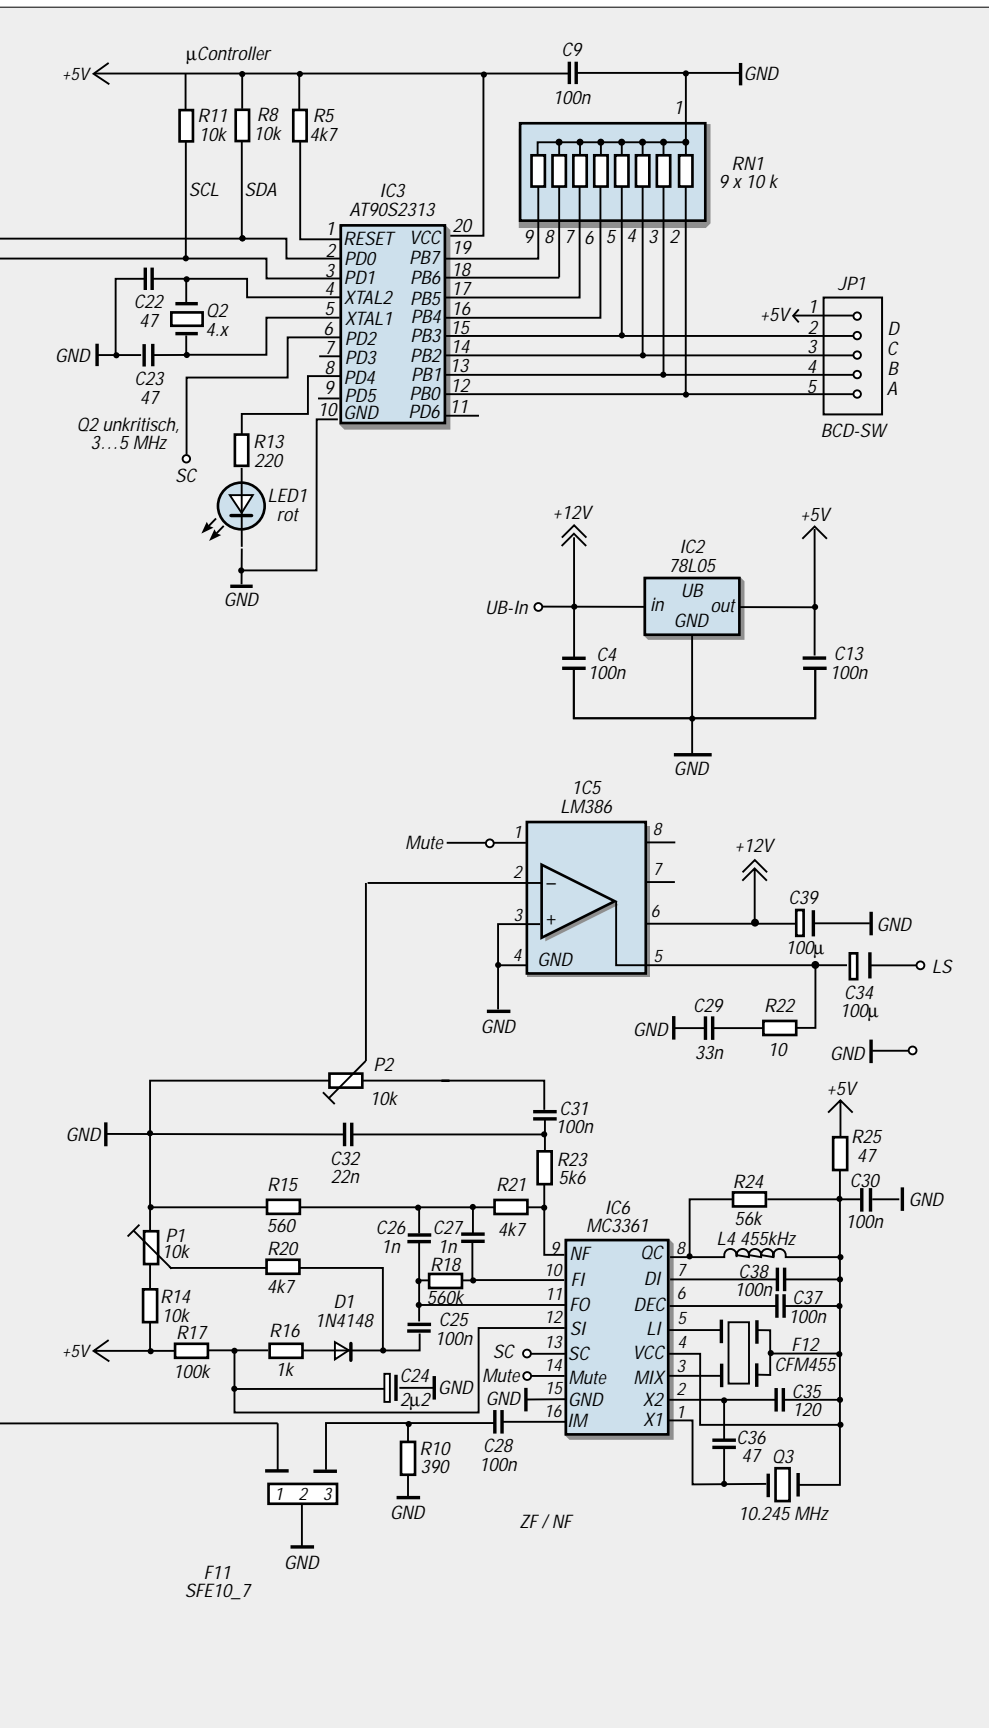 µController
+5V
C9
100n
GND
R11
10k
R8
10k
R5
4k7
1
RN1
9 x 10 k
SCL
SDA
IC3
AT90S2313
9 8 7 6 5 4 3 2
1 RESET
2 PD0
3 PD1
4 XTAL2
5 XTAL1
6 PD2
7 PD3
8 PD4
9 PD5
10 GND
VCC 20
PB7 19
PB6 18
PB5 17
PB4 16
PB3 15
PB2 14
PB1 13
PB0 12
PD6 11
JP1
+5V
1
2 D
3 C
4 B
5 A
BCD-SW
C22
47
Q2
4.x
GND
C23
47
Q2 unkritisch,
3...5 MHz
SC
R13
220
LED1
rot
GND
+12V
+5V
IC2
78L05
UB-In
in
UB
out
GND
C4
100n
C13
100n
GND
1C5
LM386
Mute
1
2
3
4
–
+
GND
8
7
6
5
+12V
C39
100µ
GND
LS
C34
100µ
GND
C29
33n
R22
10
GND
GND
P2
10k
C31
100n
GND
C32
22n
R23
5k6
+5V
R25
47
C30
100n
GND
R15
560
C26
1n
C27
1n
R21
4k7
R24
56k
L4 455kHz
P1
10k
R20
4k7
R18
560k
R14
10k
D1
1N4148
C25
100n
+5V
R17
100k
R16
1k
C24
2µ2
GND
IC6
MC3361
9 NF
10 FI
11 FO
12 SI
SC 13 SC
Mute 14 Mute
GND 15 GND
16 IM
QC 8
DI 7
DEC 6
LI 5
VCC 4
MIX 3
X2 2
X1 1
C38
100n
C37
100n
F12
CFM455
C35
120
C36
47
Q3
10.245 MHz
C28
100n
R10
390
GND
1 2 3
GND
ZF / NF
F11
SFE10_7